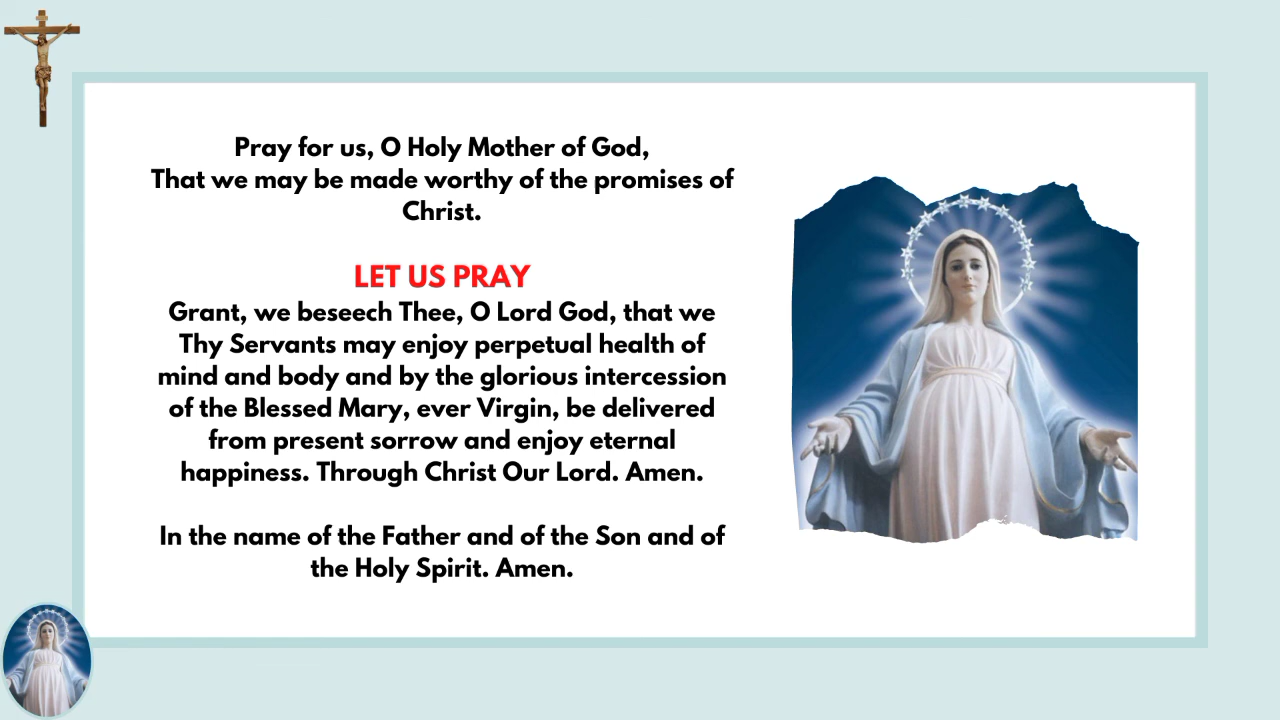 Pray for us, O Holy Mother of God,
That we may be made worthy of the promises of
Christ.
LET US PRAY
Grant, we beseech Thee, O Lord God, that we
Thy Servants may enjoy perpetual health of
mind and body and by the glorious intercession
of the Blessed Mary, ever Virgin, be delivered
from present sorrow and enjoy eternal
happiness. Through Christ Our Lord. Amen.
In the name of the Father and of the Son and of
the Holy Spirit. Amen.